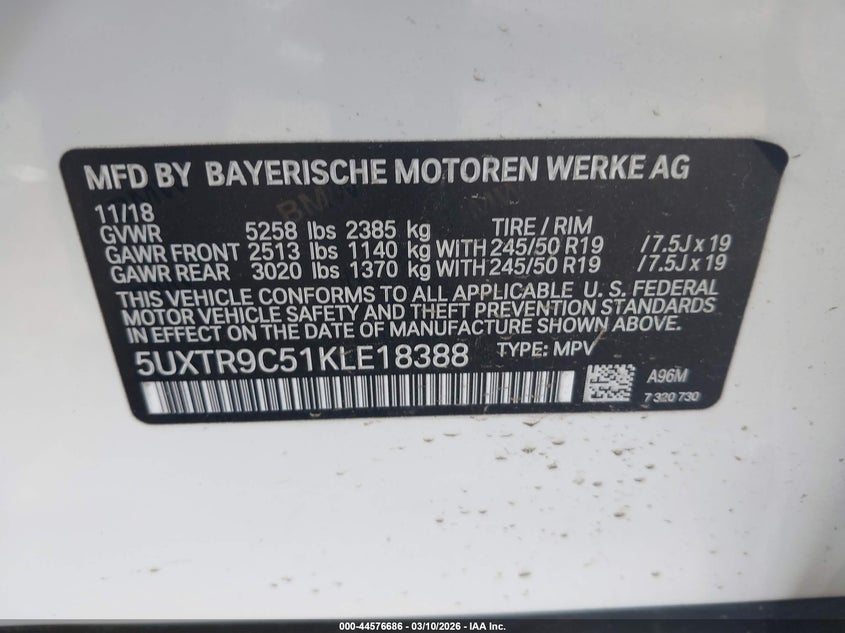 MFD BY BAYERISCHE MOTOREN WERKE AG
11/18
GVWR 5258 lbs 2385 kg TIRE / RIM
GAWR FRONT 2513 lbs 1140 kg WITH 245/50 R19 / 7.5J x 19
GAWR REAR 3020 lbs 1370 kg WITH 245/50 R19 / 7.5J x 19
THIS VEHICLE CONFORMS TO ALL APPLICABLE U. S. FEDERAL
MOTOR VEHICLE SAFETY AND THEFT PREVENTION STANDARDS
IN EFFECT ON THE DATE OF MANUFACTURE SHOWN ABOVE.
5UXTR9C51KLE18388 TYPE: MPV
A96M
7 320 730
000-44576686 - 03/10/2026 - IAA Inc.